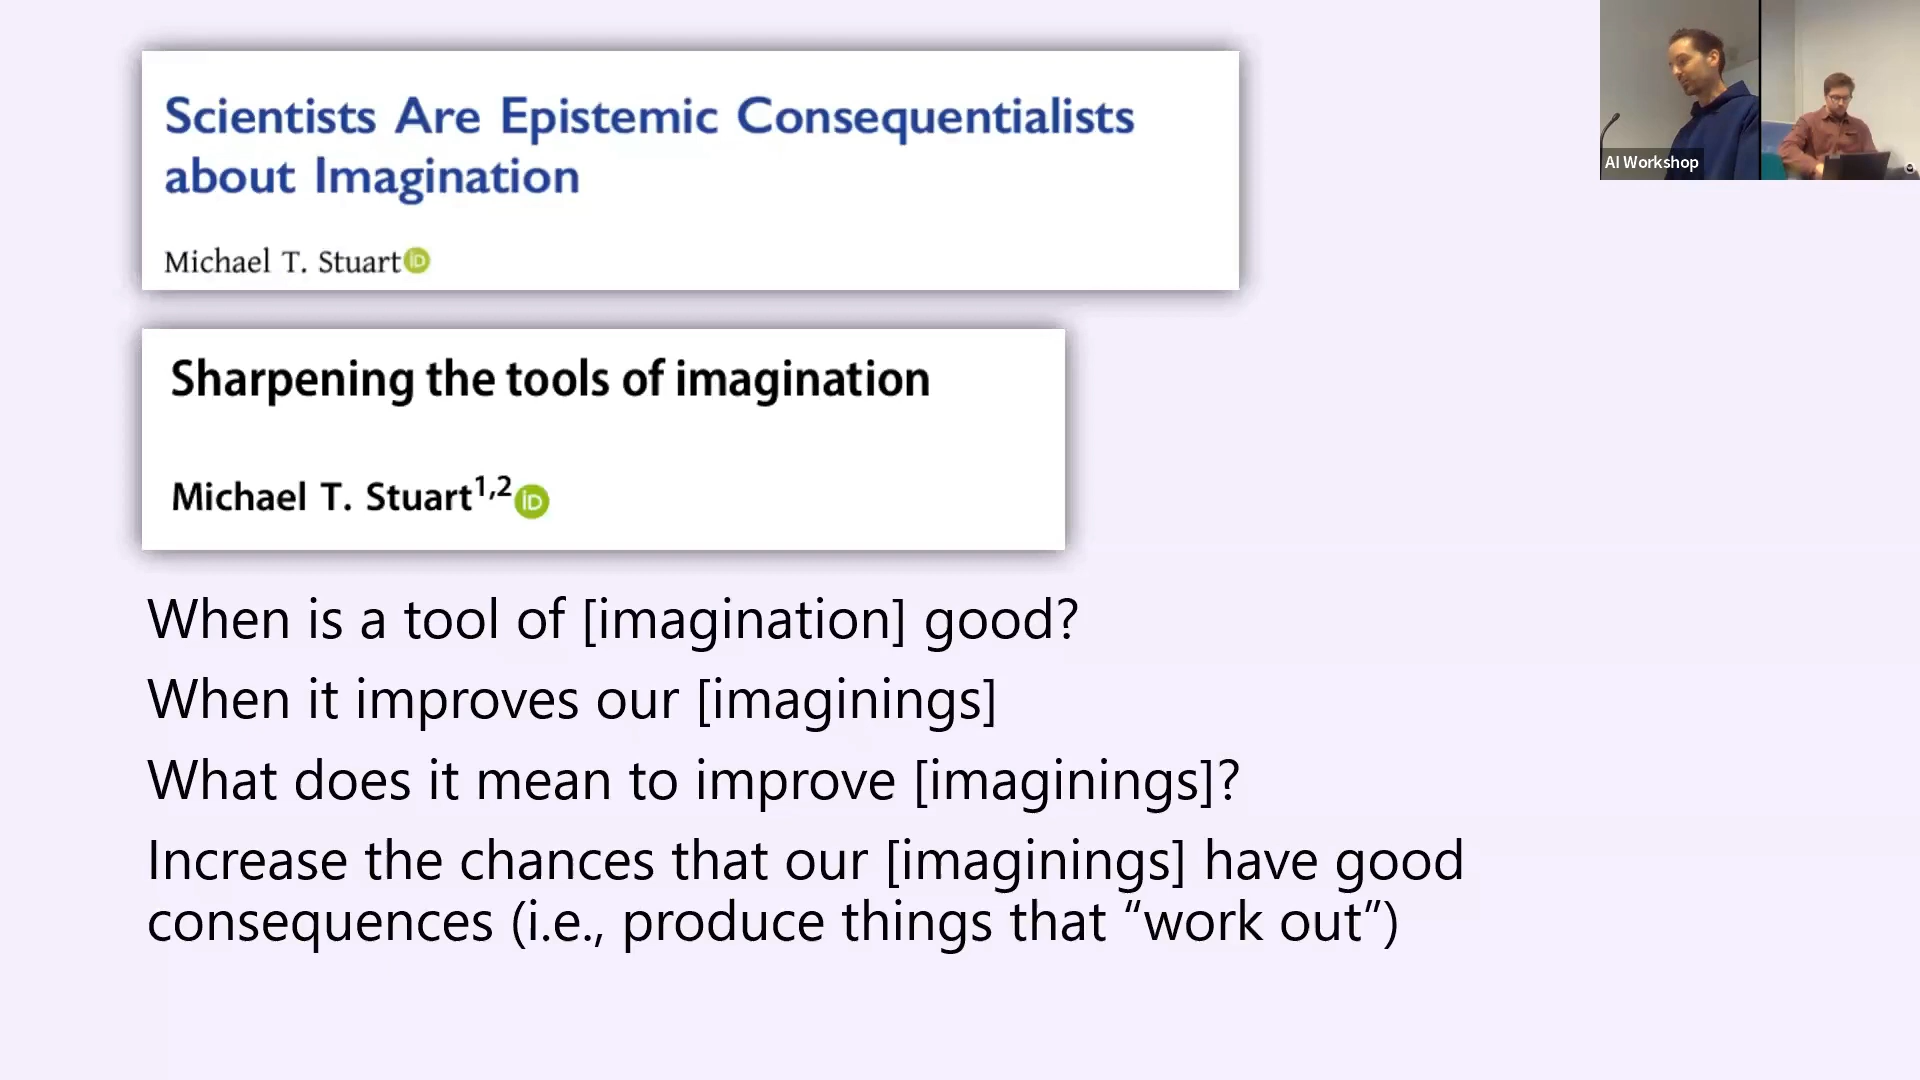 Scientists Are Epistemic Consequentialists
about Imagination
Michael T. Stuart iD
AI Workshop
Sharpening the tools of imagination
Michael T. Stuart1,2 iD
When is a tool of [imagination] good?
When it improves our [imaginings]
What does it mean to improve [imaginings]?
Increase the chances that our [imaginings] have good
consequences (i.e., produce things that “work out”)